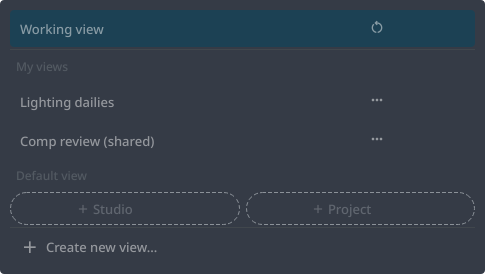 Working view
My views
Lighting dailies
Comp review (shared)
Default view
+ Studio
+ Project
+ Create new view...